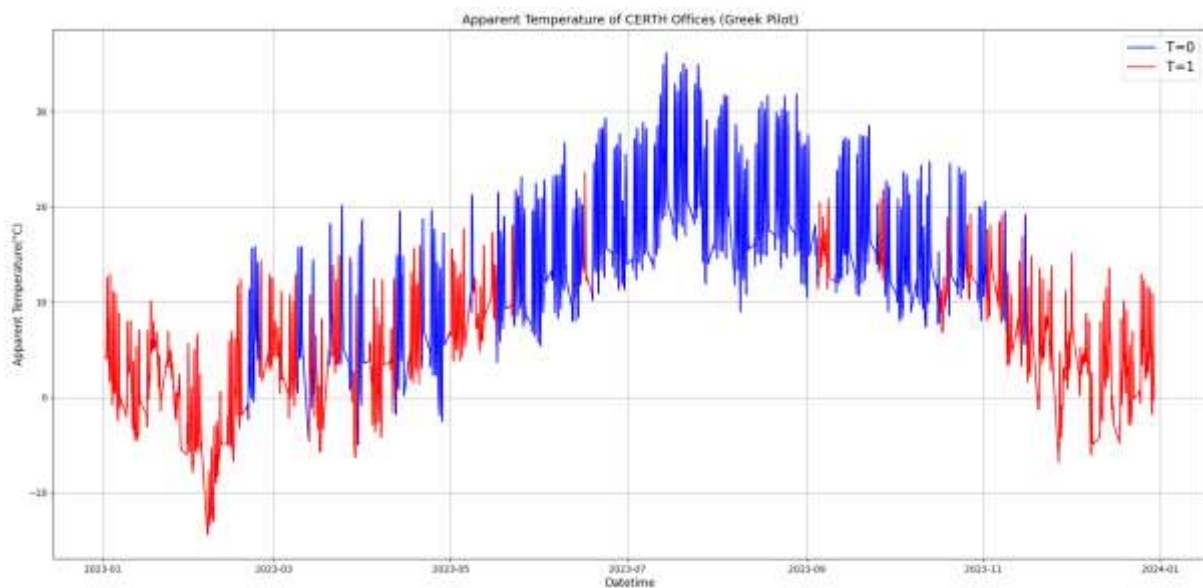 Apparent Temperature of CERTH Offices (Greek Pilot)
T=0
T=1
30
20
10
0
−10
Apparent Temperature(°C)
2023-01
2023-03
2023-05
2023-07
2023-09
2023-11
2024-01
Datetime